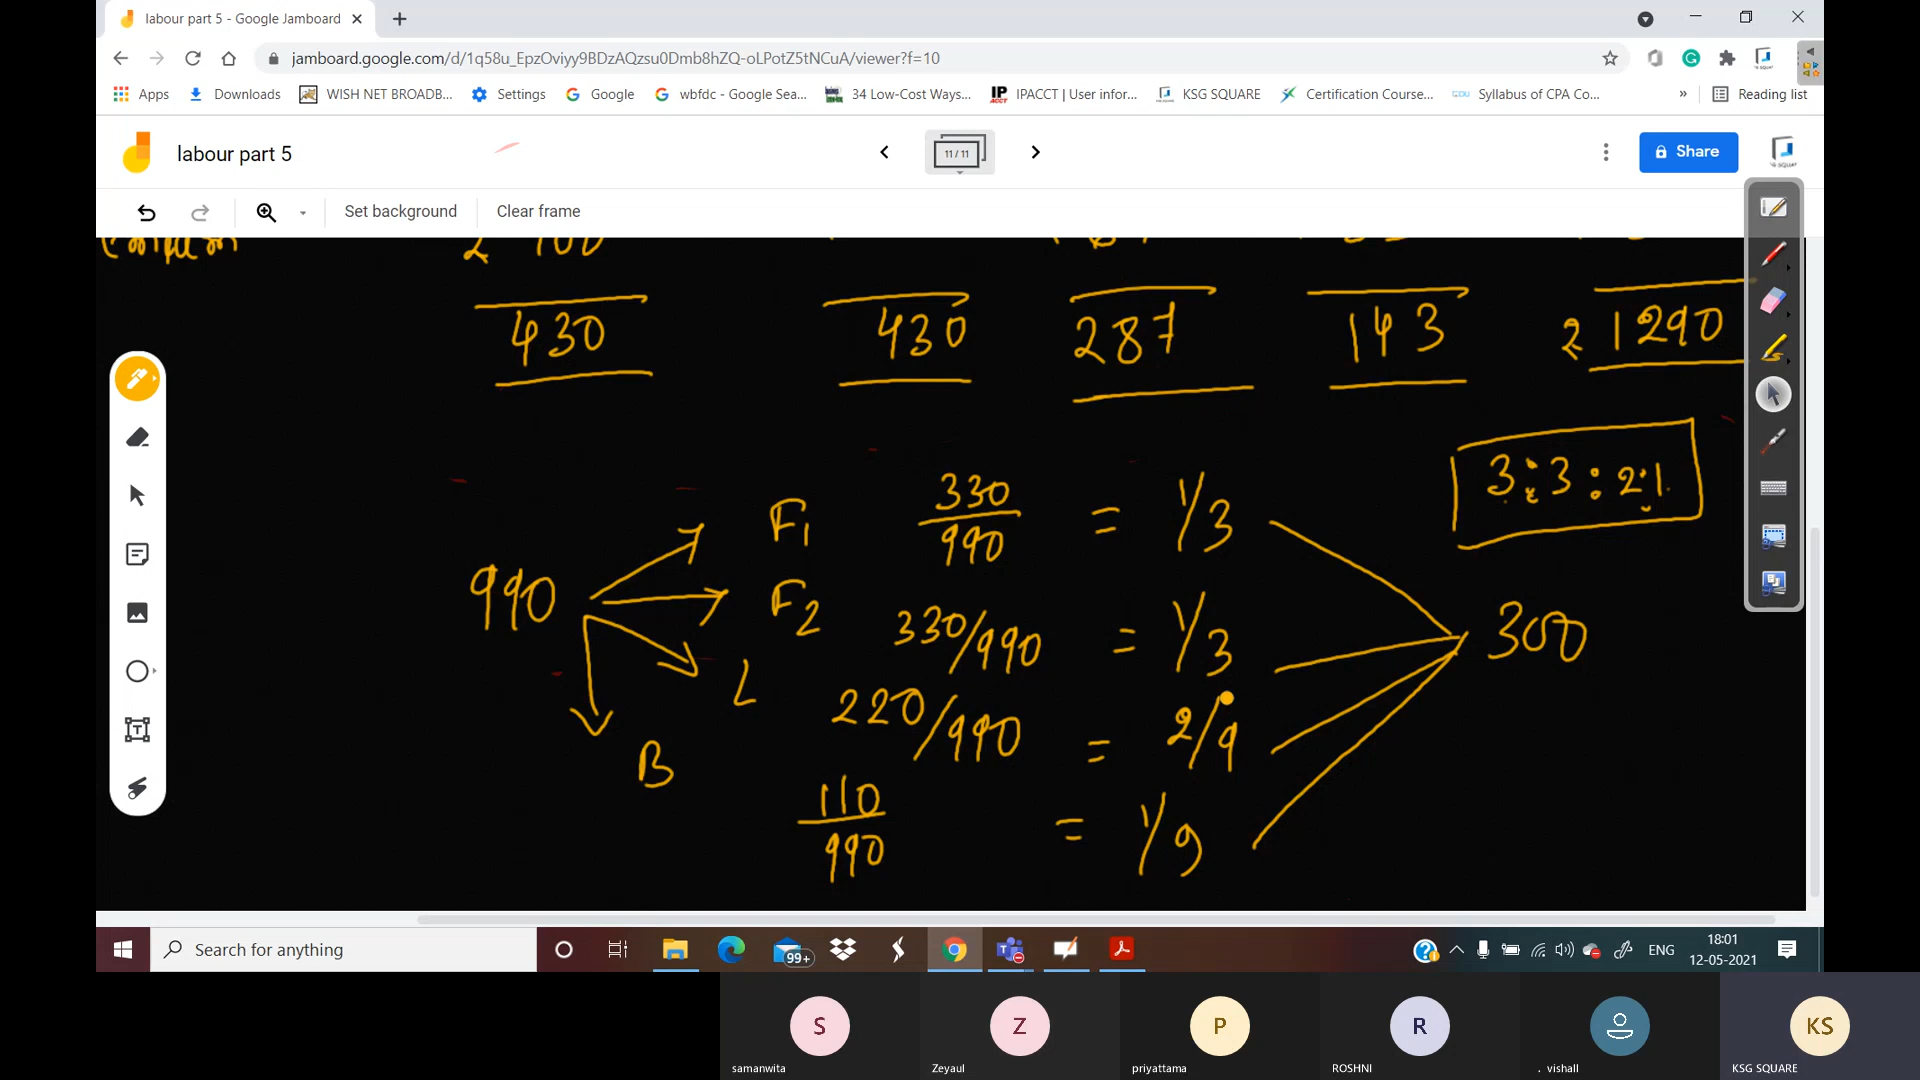 labour part 5 - Google Jamboard
jamboard.google.com/d/1q58u_EpzOviyy9BDzAQzsu0Dmb8hZQ-oLPotZ5tNCuA/viewer?f=10
Apps Downloads WISH NET BROADB... Settings Google wbfdc - Google Sea... 34 Low-Cost Ways... IPACCT | User infor... KSG SQUARE Certification Course... Syllabus of CPA Co... » Reading list
labour part 5
11 / 11
Share
Set background Clear frame
430 430 287 143 2 1290
3:3:2:1
990
F1 330/990 = 1/3
F2 330/990 = 1/3
L 220/990 = 2/9
B 110/990 = 1/9
300
Search for anything
99+
ENG
18:01
12-05-2021
S Z P R KS
samanwita Zeyaul priyattama ROSHNI . vishall KSG SQUARE